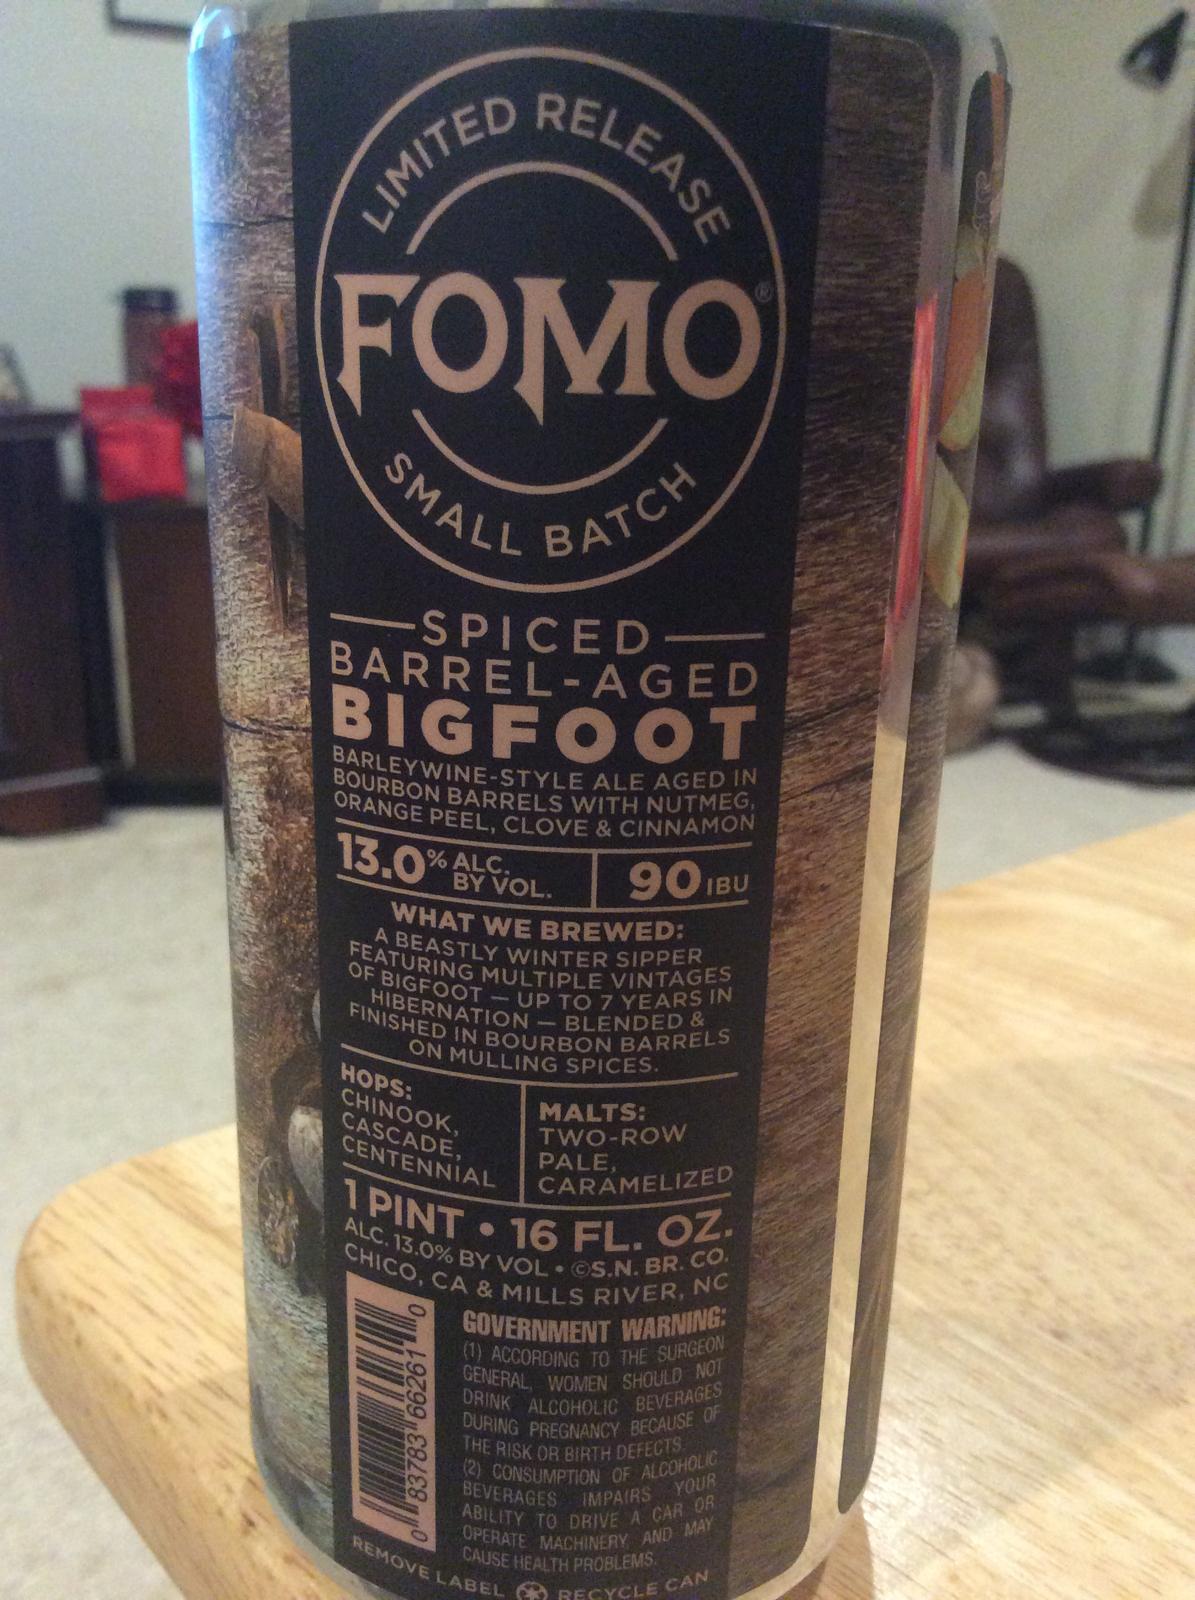 LIMITED RELEASE
FOMO®
SMALL BATCH
SPICED
BARREL-AGED
BIGFOOT
BARLEYWINE-STYLE ALE AGED IN
BOURBON BARRELS WITH NUTMEG,
ORANGE PEEL, CLOVE & CINNAMON
13.0% ALC. BY VOL.
90 IBU
WHAT WE BREWED:
A BEASTLY WINTER SIPPER
FEATURING MULTIPLE VINTAGES
OF BIGFOOT — UP TO 7 YEARS IN
HIBERNATION — BLENDED &
FINISHED IN BOURBON BARRELS
ON MULLING SPICES.
HOPS:
CHINOOK,
CASCADE,
CENTENNIAL
MALTS:
TWO-ROW
PALE,
CARAMELIZED
1 PINT • 16 FL. OZ.
ALC. 13.0% BY VOL • ©S.N. BR. CO.
CHICO, CA & MILLS RIVER, NC
0 83783 66261 0
GOVERNMENT WARNING:
(1) ACCORDING TO THE SURGEON
GENERAL, WOMEN SHOULD NOT
DRINK ALCOHOLIC BEVERAGES
DURING PREGNANCY BECAUSE OF
THE RISK OR BIRTH DEFECTS.
(2) CONSUMPTION OF ALCOHOLIC
BEVERAGES IMPAIRS YOUR
ABILITY TO DRIVE A CAR OR
OPERATE MACHINERY, AND MAY
CAUSE HEALTH PROBLEMS.
REMOVE LABEL RECYCLE CAN